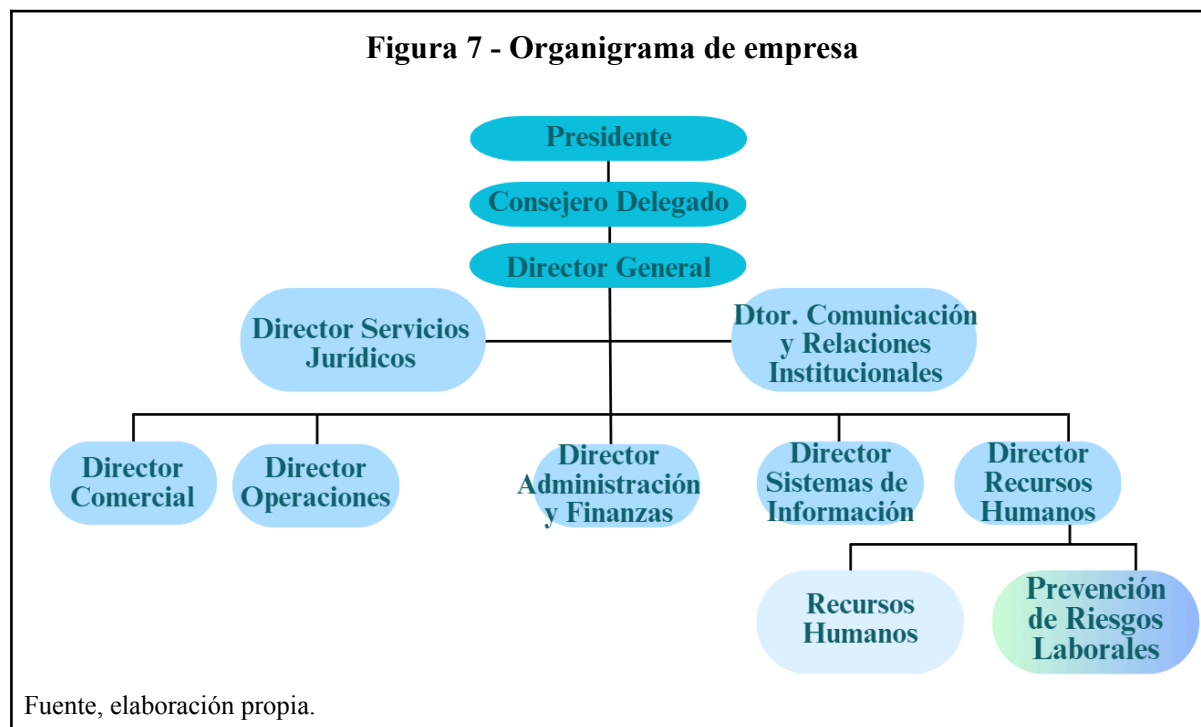 Figura 7 - Organigrama de empresa
Presidente
Consejero Delegado
Director General
Director Servicios
Jurídicos
Dtor. Comunicación
y Relaciones
Institucionales
Director
Comercial
Director
Operaciones
Director
Administración
y Finanzas
Director
Sistemas de
Información
Director
Recursos
Humanos
Recursos
Humanos
Prevención
de Riesgos
Laborales
Fuente, elaboración propia.